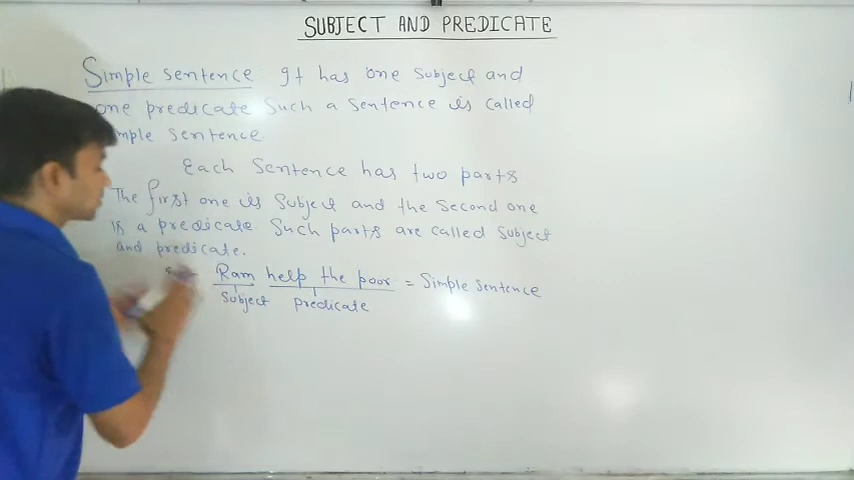 SUBJECT AND PREDICATE
Simple sentence It has one subject and
one predicate such a sentence is called
imple sentence.
Each sentence has two parts
The first one is subject and the second one
is a predicate. Such parts are called subject
and predicate.
Ram help the poor = Simple sentence
subject predicate